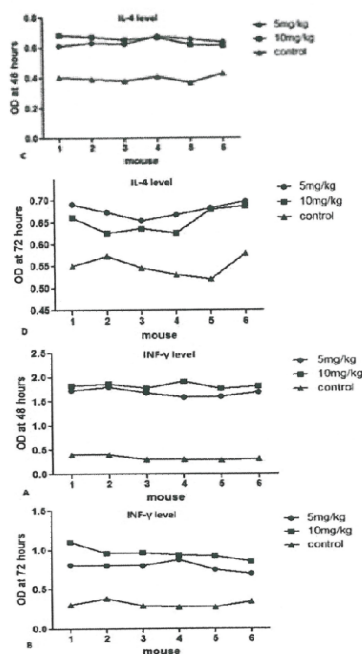 IL-4 level
5mg/kg
10mg/kg
control
OD at 48 hours
0.8
0.6
0.4
0.2
0.0
1 2 3 4 5 6
mouse
C
IL-4 level
5mg/kg
10mg/kg
control
OD at 72 hours
0.70
0.65
0.60
0.55
0.50
0.45
1 2 3 4 5 6
mouse
D
INF-γ level
5mg/kg
10mg/kg
control
OD at 48 hours
2.5
2.0
1.5
1.0
0.5
0.0
1 2 3 4 5 6
mouse
A
INF-γ level
5mg/kg
10mg/kg
control
OD at 72 hours
1.5
1.0
0.5
0.0
1 2 3 4 5 6
mouse
B